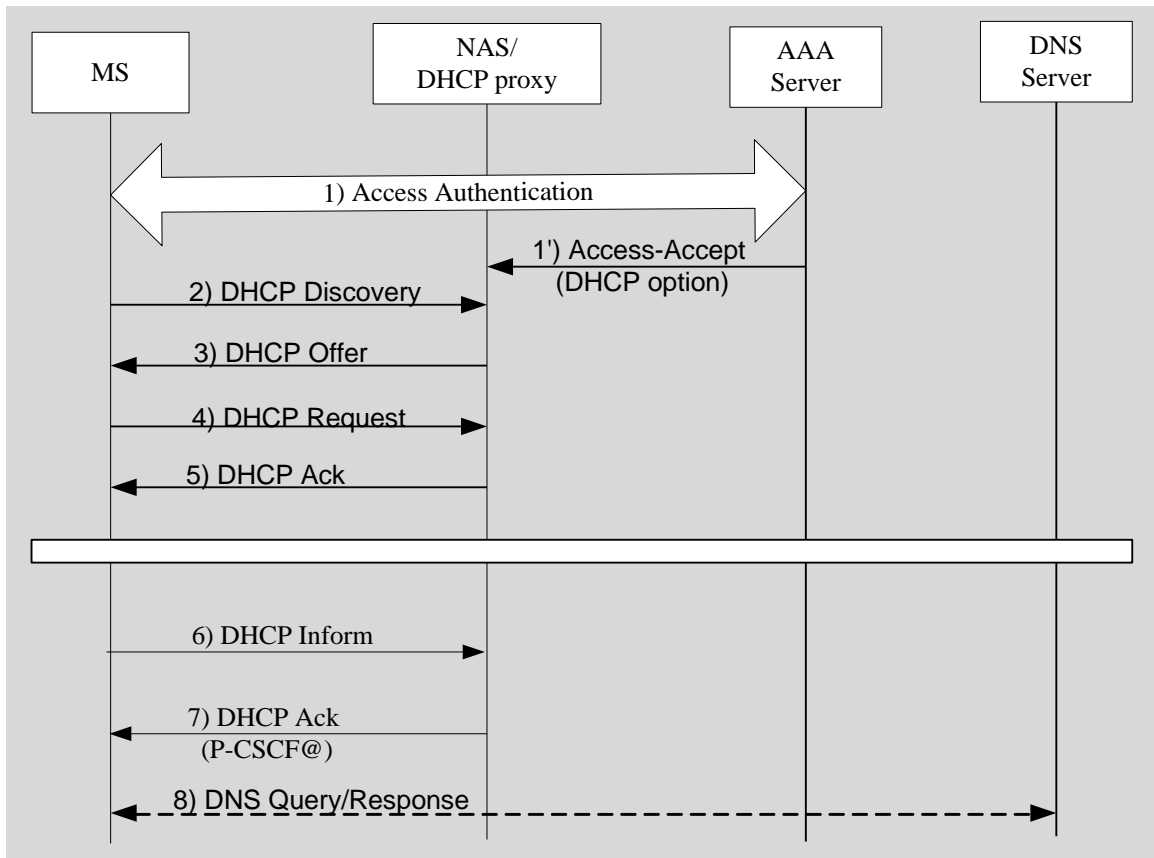 MS
NAS/
DHCP proxy
AAA
Server
DNS
Server
1) Access Authentication
1') Access-Accept
(DHCP option)
2) DHCP Discovery
3) DHCP Offer
4) DHCP Request
5) DHCP Ack
6) DHCP Inform
7) DHCP Ack
(P-CSCF@)
8) DNS Query/Response